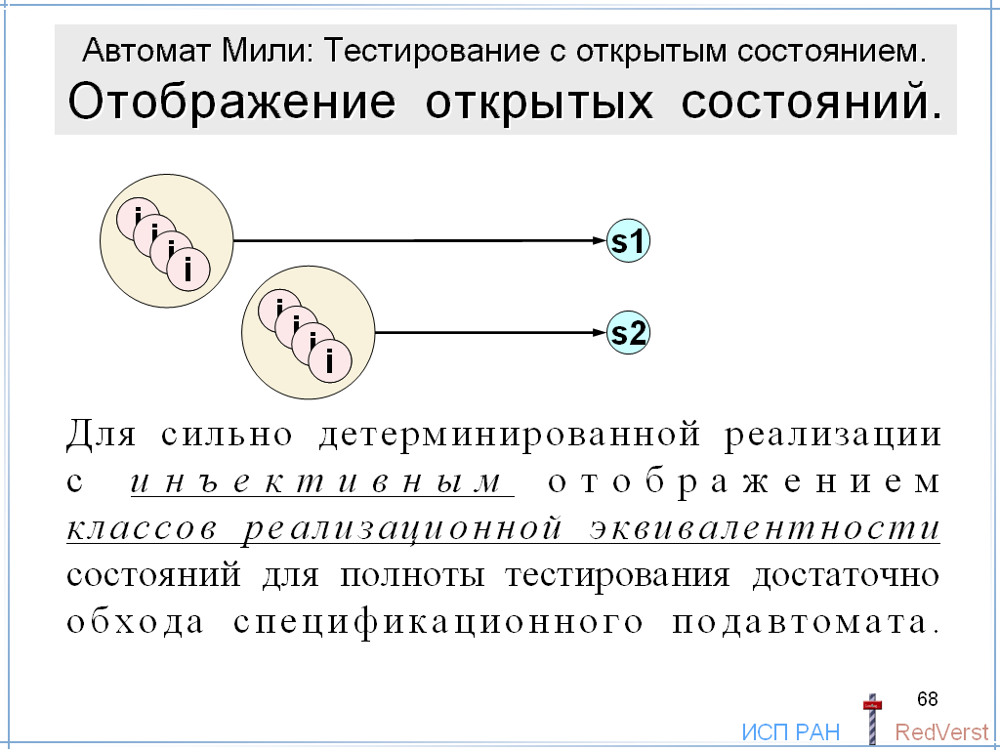 Автомат Мили: Тестирование с открытым состоянием.
Отображение открытых состояний.
i
i
i
i
s1
i
i
i
i
s2
Для сильно детерминированной реализации
с инъективным отображением
классов реализационной эквивалентности
состояний для полноты тестирования достаточно
обхода спецификационного подавтомата.
68
ИСП РАН
RedVerst